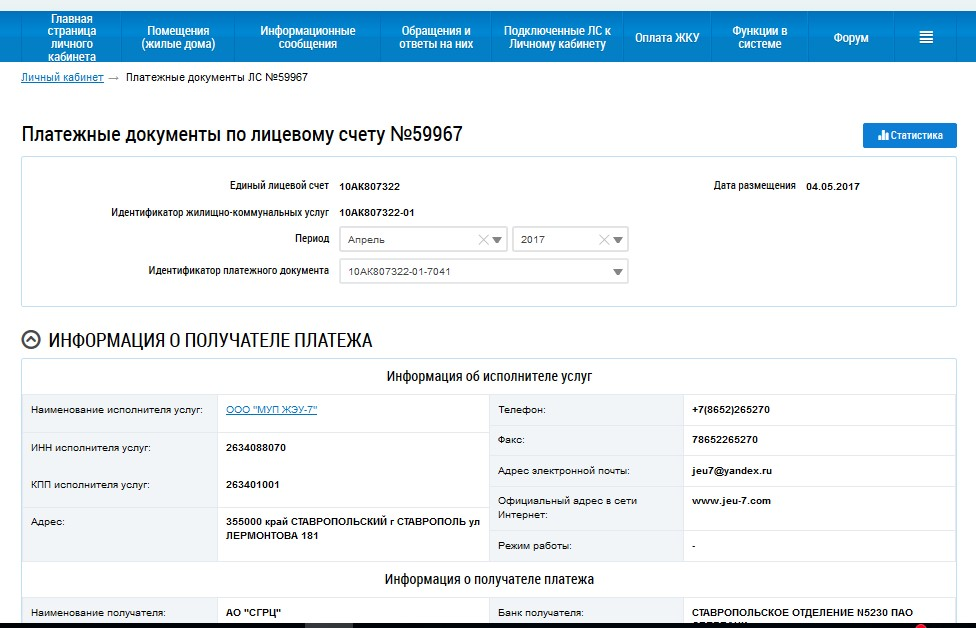 Главная
страница
личного
кабинета
Помещения
(жилые дома)
Информационные
сообщения
Обращения и
ответы на них
Подключенные ЛС к
Личному кабинету
Оплата ЖКУ
Функции в
системе
Форум
Личный кабинет → Платежные документы ЛС №59967
Платежные документы по лицевому счету №59967
Статистика
Единый лицевой счет 10АК807322
Дата размещения 04.05.2017
Идентификатор жилищно-коммунальных услуг 10АК807322-01
Период Апрель 2017
Идентификатор платежного документа 10АК807322-01-7041
ИНФОРМАЦИЯ О ПОЛУЧАТЕЛЕ ПЛАТЕЖА
Информация об исполнителе услуг
Наименование исполнителя услуг: ООО "МУП ЖЭУ-7"
ИНН исполнителя услуг: 2634088070
КПП исполнителя услуг: 263401001
Адрес: 355000 край СТАВРОПОЛЬСКИЙ г СТАВРОПОЛЬ ул
ЛЕРМОНТОВА 181
Телефон: +7(8652)265270
Факс: 78652265270
Адрес электронной почты: jeu7@yandex.ru
Официальный адрес в сети www.jeu-7.com
Интернет:
Режим работы: -
Информация о получателе платежа
Наименование получателя: АО "СГРЦ"
Банк получателя: СТАВРОПОЛЬСКОЕ ОТДЕЛЕНИЕ N5230 ПАО